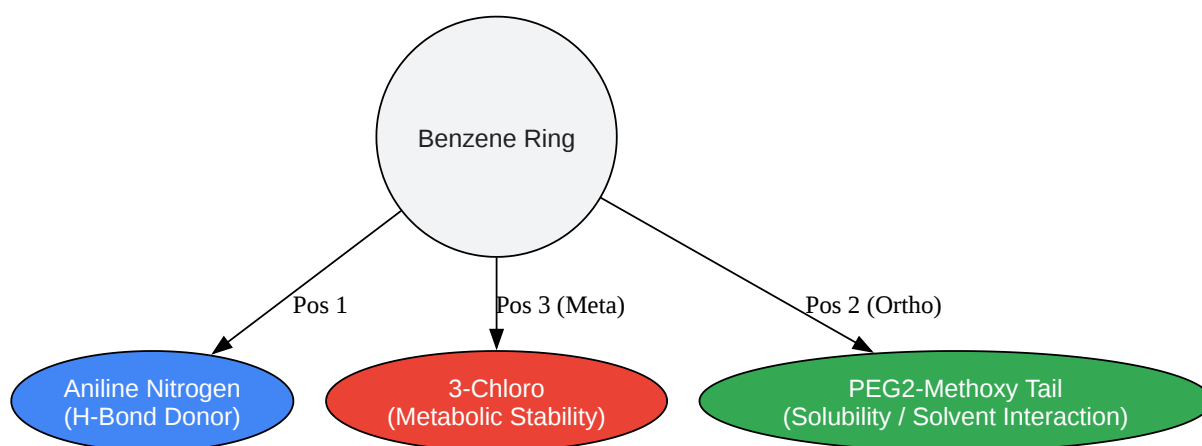 Benzene Ring
Pos 1
Pos 3 (Meta)
Pos 2 (Ortho)
Aniline Nitrogen
(H-Bond Donor)
3-Chloro
(Metabolic Stability)
PEG2-Methoxy Tail
(Solubility / Solvent Interaction)